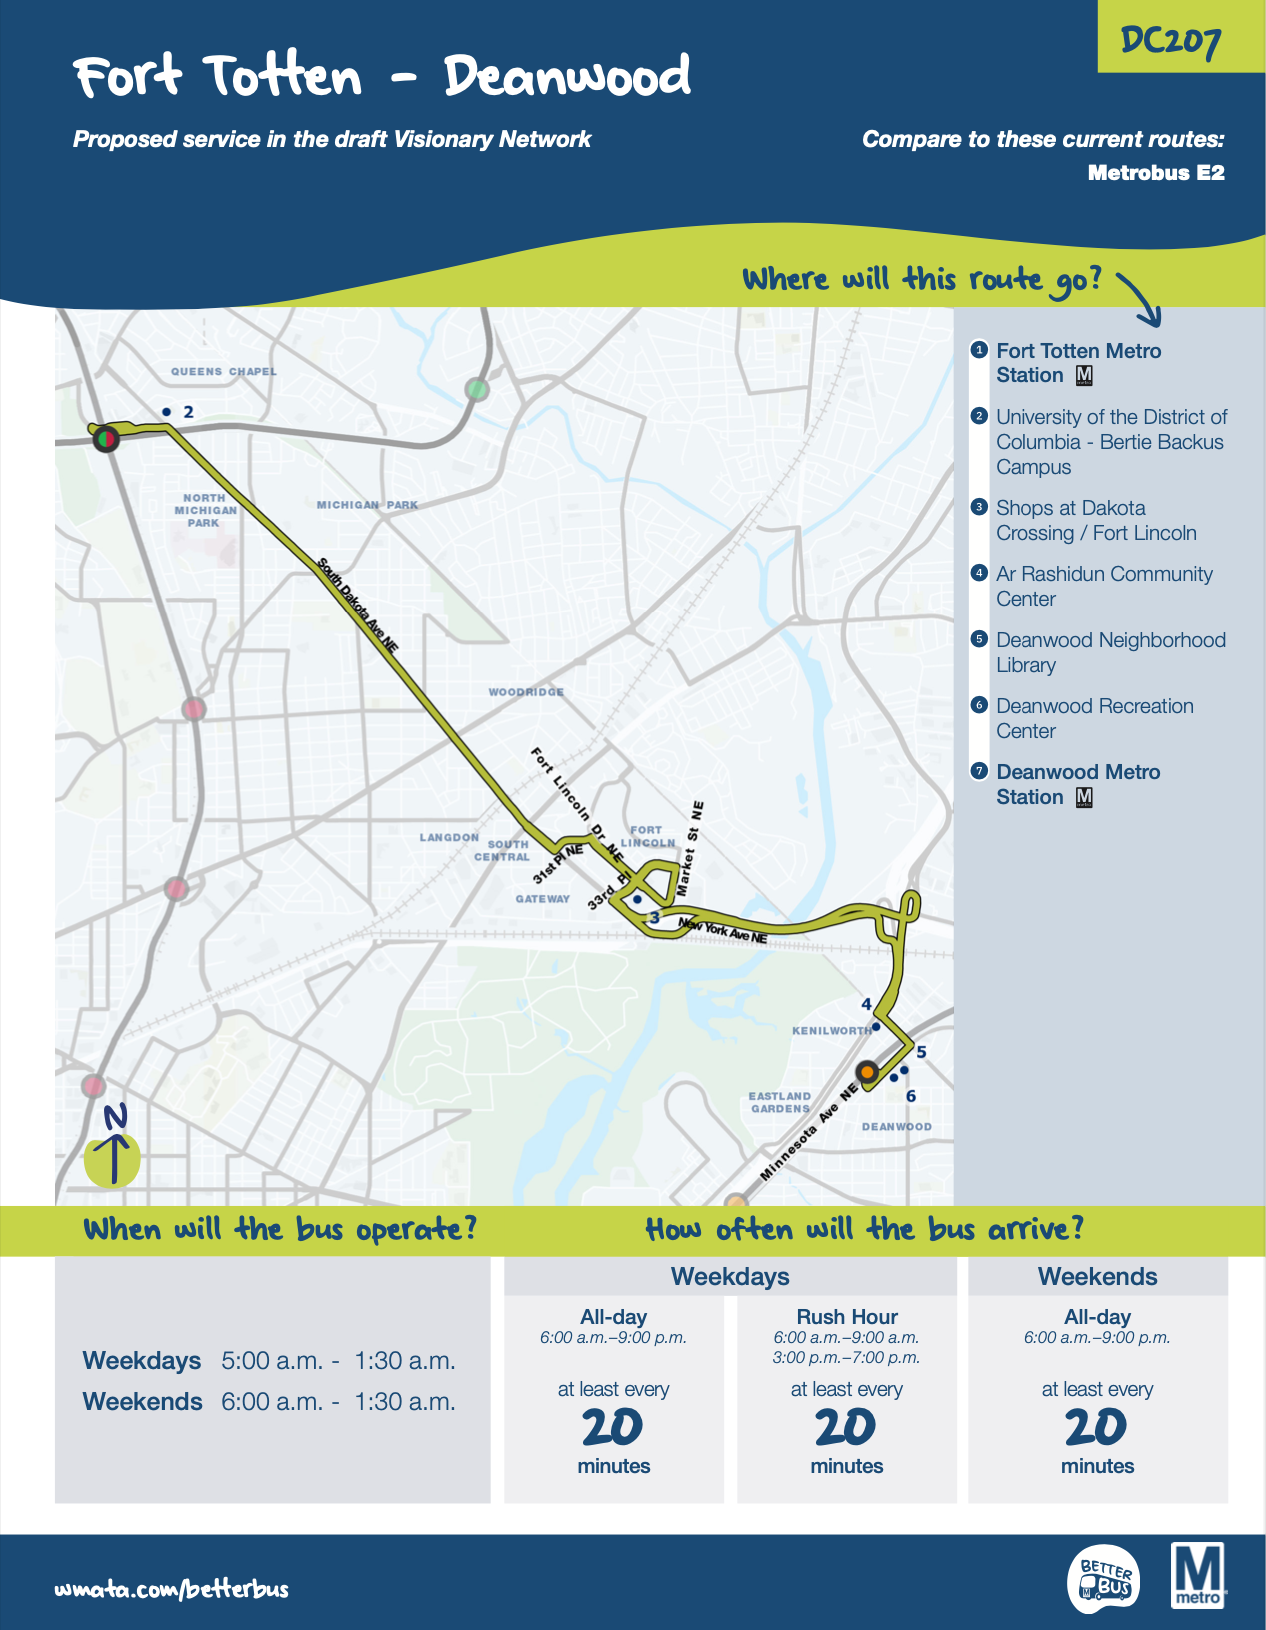 DC207
Fort Totten - Deanwood
Proposed service in the draft Visionary Network
Compare to these current routes:
Metrobus E2
Where will this route go?
1 Fort Totten Metro
Station M
metro
2 University of the District of
Columbia - Bertie Backus
Campus
3 Shops at Dakota
Crossing / Fort Lincoln
4 Ar Rashidun Community
Center
5 Deanwood Neighborhood
Library
6 Deanwood Recreation
Center
7 Deanwood Metro
Station M
metro
QUEENS CHAPEL
2
NORTH
MICHIGAN
PARK
MICHIGAN PARK
South Dakota Ave NE
WOODRIDGE
Fort Lincoln Dr NE
Market St NE
LANGDON
SOUTH
CENTRAL
FORT
LINCOLN
31st Pl NE
33rd Pl
GATEWAY
3
New York Ave NE
4
KENILWORTH
5
6
EASTLAND
GARDENS
DEANWOOD
Minnesota Ave NE
N
When will the bus operate?
Weekdays 5:00 a.m. - 1:30 a.m.
Weekends 6:00 a.m. - 1:30 a.m.
How often will the bus arrive?
Weekdays
All-day
6:00 a.m.–9:00 p.m.
at least every
20
minutes
Rush Hour
6:00 a.m.–9:00 a.m.
3:00 p.m.–7:00 p.m.
at least every
20
minutes
Weekends
All-day
6:00 a.m.–9:00 p.m.
at least every
20
minutes
wmata.com/betterbus
BETTER
BUS
M
metro